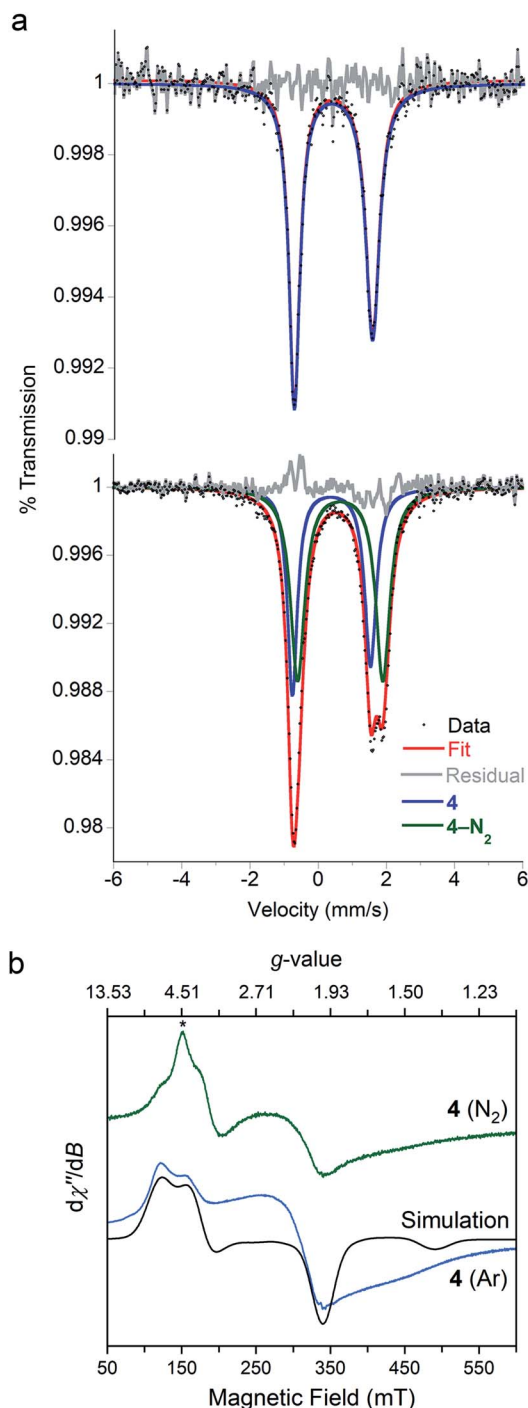 a
1
0.998
0.996
0.994
0.992
0.99
% Transmission
1
0.996
0.992
0.988
0.984
0.98
Data
Fit
Residual
4
4–N₂
-6 -4 -2 0 2 4 6
Velocity (mm/s)
b
g-value
13.53 4.51 2.71 1.93 1.50 1.23
*
4 (N₂)
dχ''/dB
Simulation
4 (Ar)
50 150 250 350 450 550
Magnetic Field (mT)